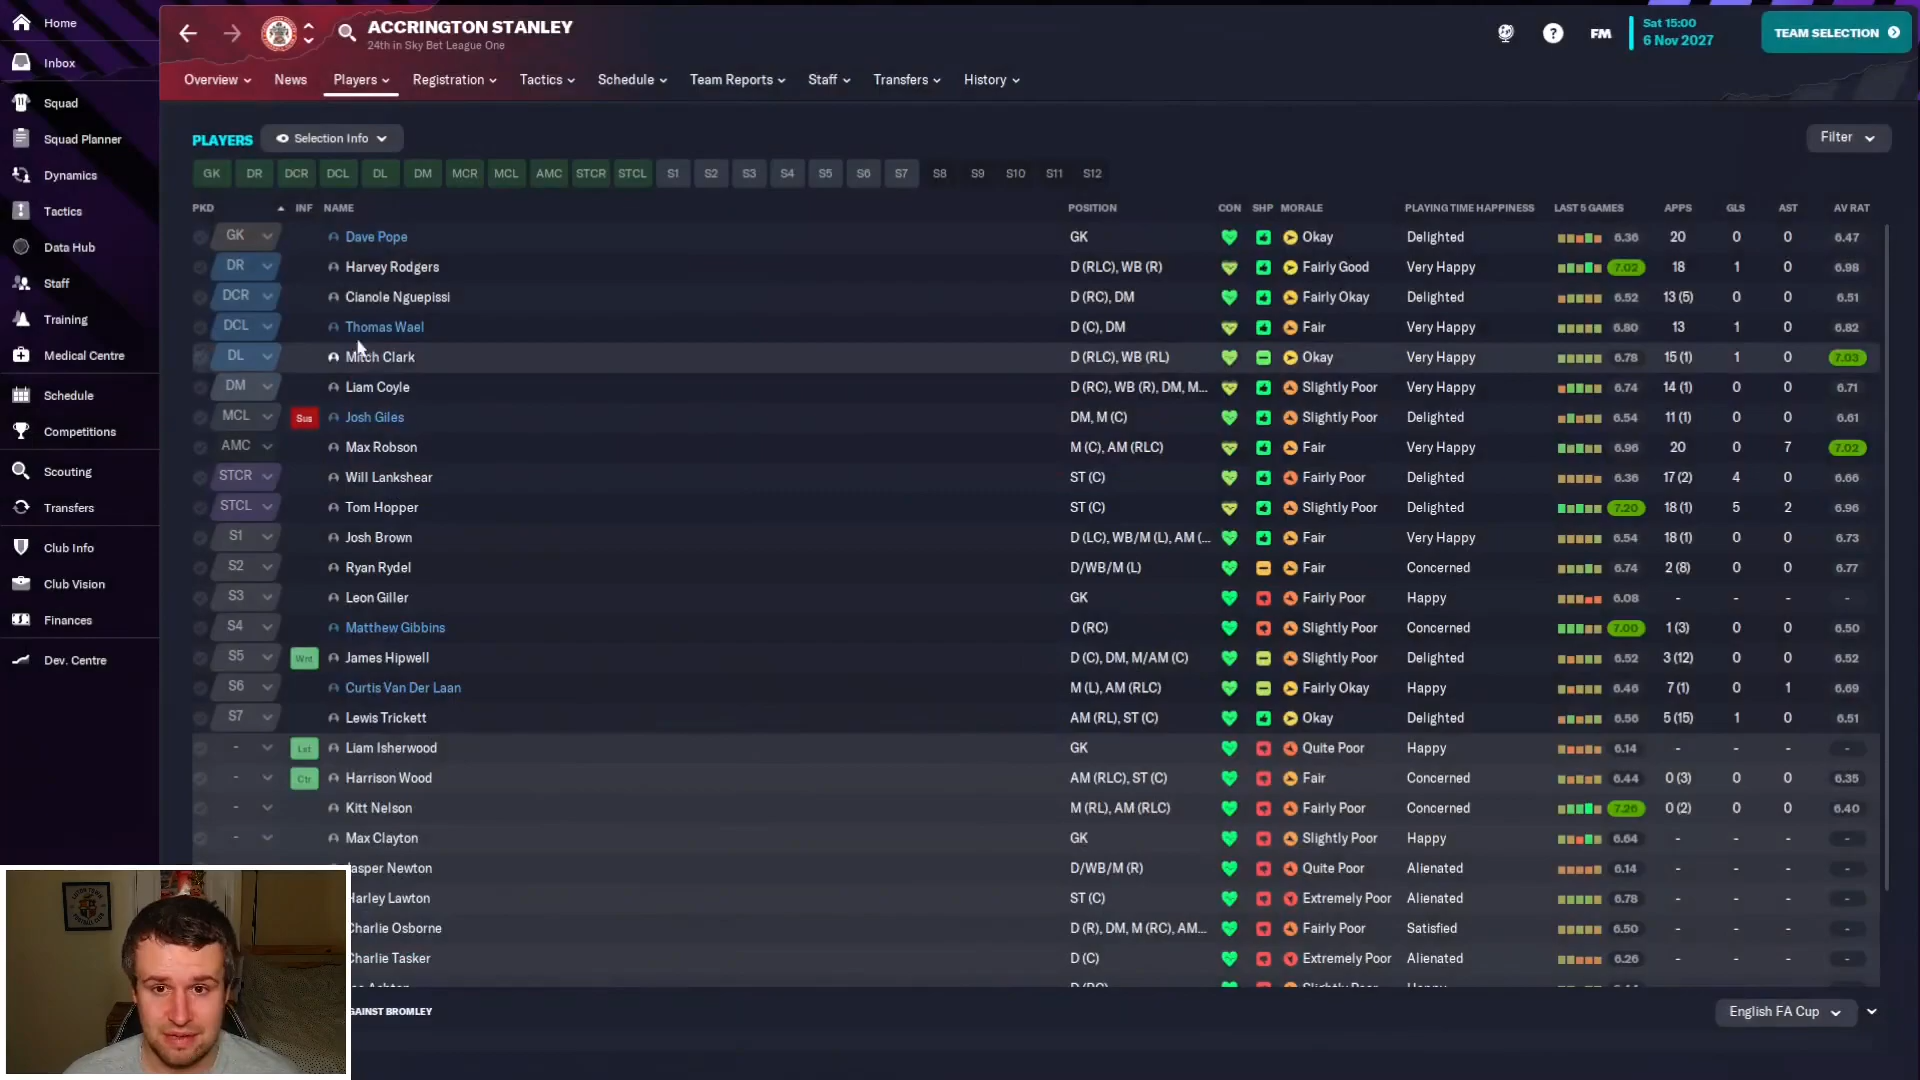 Home
Inbox
Squad
Squad Planner
Dynamics
Tactics
Data Hub
Staff
Training
Medical Centre
Schedule
Competitions
Scouting
Transfers
Club Info
Club Vision
Finances
Dev. Centre
ACCRINGTON STANLEY
24th in Sky Bet League One
? FM
Sat 15:00
6 Nov 2027
TEAM SELECTION
Overview News Players Registration Tactics Schedule Team Reports Staff Transfers History
PLAYERS Selection Info Filter
GK DR DCR DCL DL DM MCR MCL AMC STCR STCL S1 S2 S3 S4 S5 S6 S7 S8 S9 S10 S11 S12
PKD INF NAME POSITION CON SHP MORALE PLAYING TIME HAPPINESS LAST 5 GAMES APPS GLS AST AV RAT
GK Dave Pope GK Okay Delighted 6.36 20 0 0 6.47
DR Harvey Rodgers D (RLC), WB (R) Fairly Good Very Happy 7.02 18 1 0 6.98
DCR Cianole Nguepissi D (RC), DM Fairly Okay Delighted 6.52 13 (5) 0 0 6.51
DCL Thomas Wael D (C), DM Fair Very Happy 6.80 13 1 0 6.82
DL Mitch Clark D (RLC), WB (RL) Okay Very Happy 6.78 15 (1) 1 0 7.03
DM Liam Coyle D (RC), WB (R), DM, M... Slightly Poor Very Happy 6.74 14 (1) 0 0 6.71
MCL Sus Josh Giles DM, M (C) Slightly Poor Delighted 6.54 11 (1) 0 0 6.61
AMC Max Robson M (C), AM (RLC) Fair Very Happy 6.96 20 0 7 7.02
STCR Will Lankshear ST (C) Fairly Poor Delighted 6.36 17 (2) 4 0 6.66
STCL Tom Hopper ST (C) Slightly Poor Delighted 7.20 18 (1) 5 2 6.96
S1 Josh Brown D (LC), WB/M (L), AM (... Fair Very Happy 6.54 18 (1) 0 0 6.73
S2 Ryan Rydel D/WB/M (L) Fair Concerned 6.74 2 (8) 0 0 6.77
S3 Leon Giller GK Fairly Poor Happy 6.08 - - - -
S4 Matthew Gibbins D (RC) Slightly Poor Concerned 7.00 1 (3) 0 0 6.50
S5 Wrd James Hipwell D (C), DM, M/AM (C) Slightly Poor Delighted 6.52 3 (12) 0 0 6.52
S6 Curtis Van Der Laan M (L), AM (RLC) Fairly Okay Happy 6.46 7 (1) 0 1 6.69
S7 Lewis Trickett AM (RL), ST (C) Okay Delighted 6.56 5 (15) 1 0 6.51
- Lst Liam Isherwood GK Quite Poor Happy 6.14 - - - -
- Ctr Harrison Wood AM (RLC), ST (C) Fair Concerned 6.44 0 (3) 0 0 6.35
- Kitt Nelson M (RL), AM (RLC) Fairly Poor Concerned 7.26 0 (2) 0 0 6.40
- Max Clayton GK Slightly Poor Happy 6.64 - - - -
asper Newton D/WB/M (R) Quite Poor Alienated 6.14 - - - -
Harley Lawton ST (C) Extremely Poor Alienated 6.78 - - - -
Charlie Osborne D (R), DM, M (RC), AM... Fairly Poor Satisfied 6.50 - - - -
Charlie Tasker D (C) Extremely Poor Alienated 6.26 - - - -
GAINST BROMLEY English FA Cup